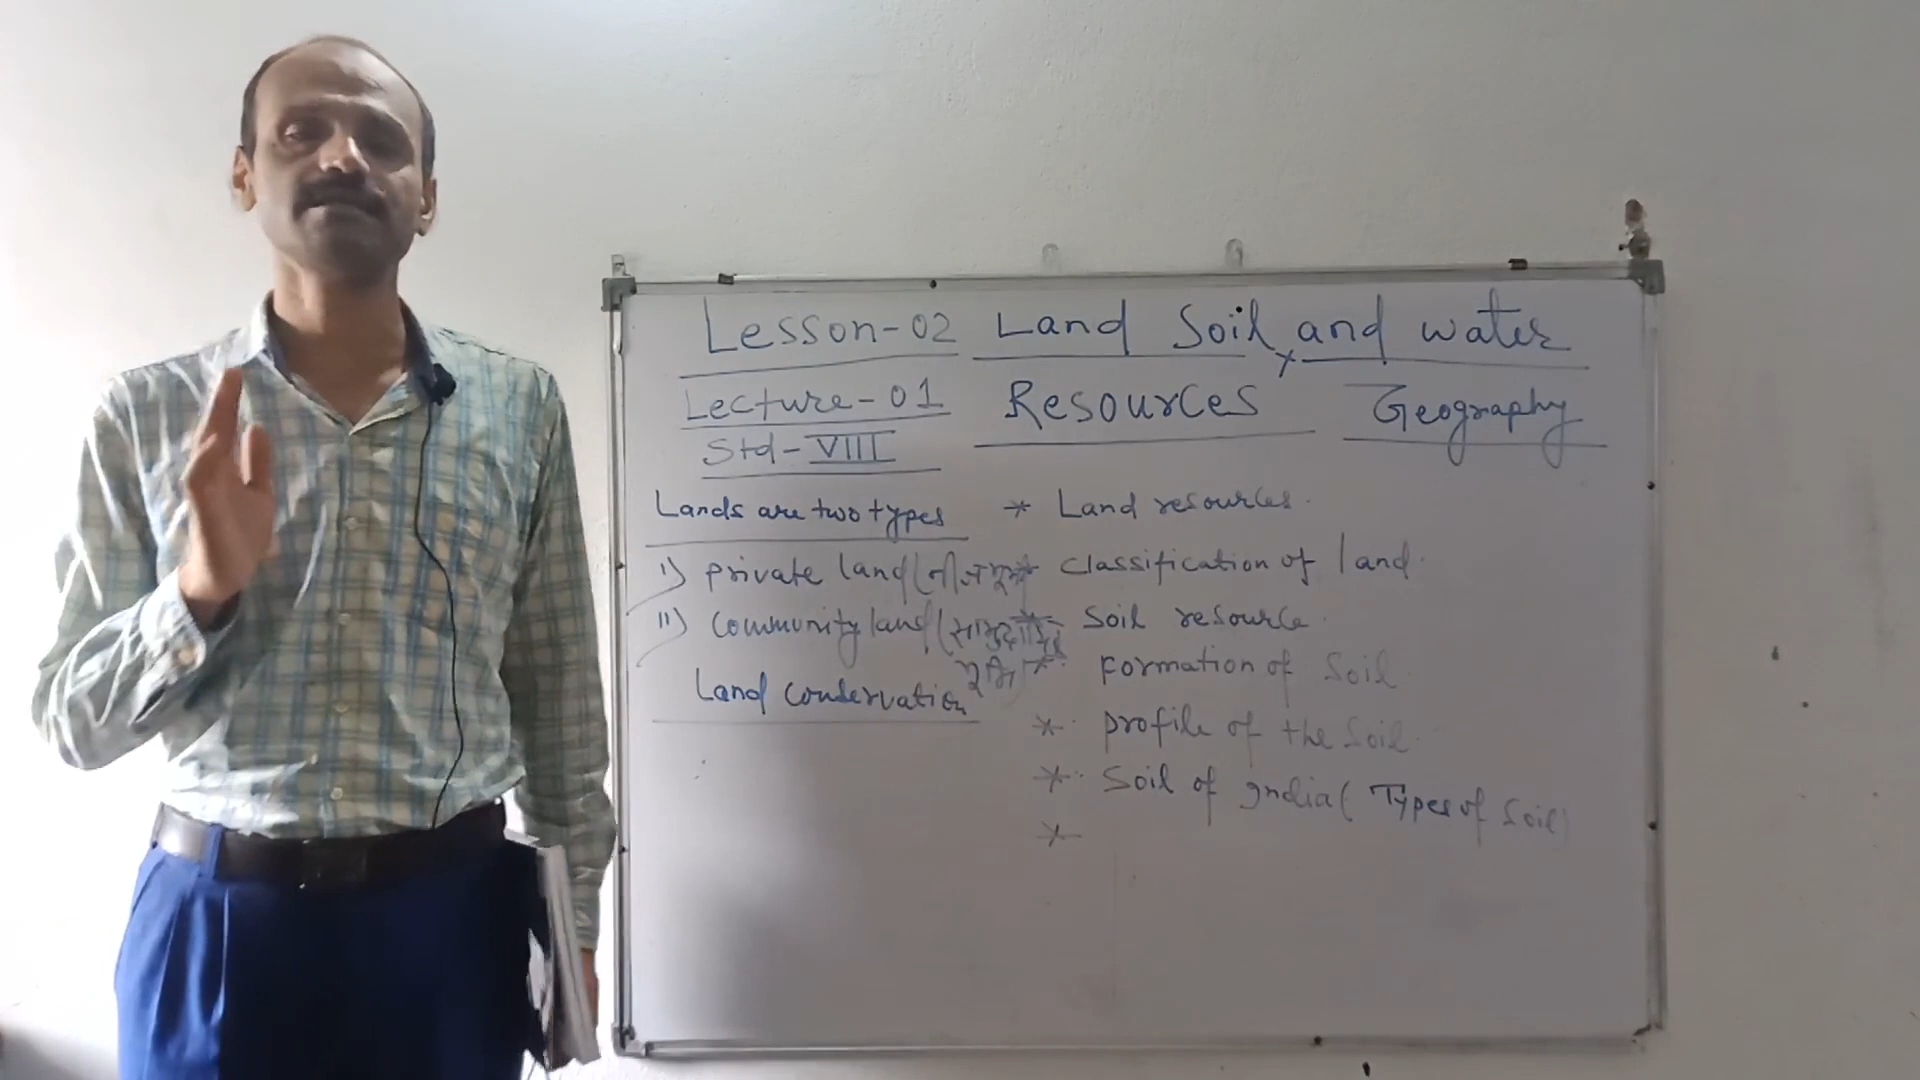 Lesson-02 Land Soil and water
Lecture-01 Resources Geography
Std-VIII
Lands are two types
i) private land (नीज भूमि
ii) community land (सामुदायिक
भूमि)
Land conservation
* Land resources.
* classification of land.
* Soil resource.
* Formation of Soil
* profile of the Soil.
* Soil of India ( Types of Soil)
*